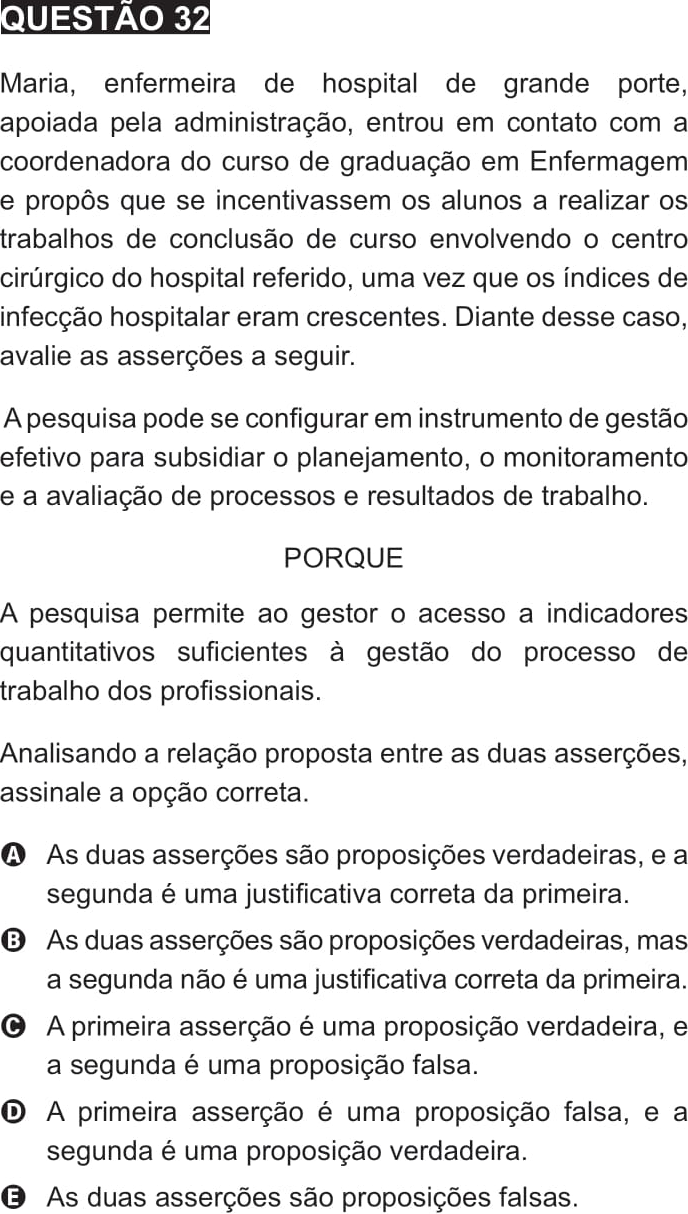 QUESTÃO 32
Maria, enfermeira de hospital de grande porte,
apoiada pela administração, entrou em contato com a
coordenadora do curso de graduação em Enfermagem
e propôs que se incentivassem os alunos a realizar os
trabalhos de conclusão de curso envolvendo o centro
cirúrgico do hospital referido, uma vez que os índices de
infecção hospitalar eram crescentes. Diante desse caso,
avalie as asserções a seguir.
A pesquisa pode se configurar em instrumento de gestão
efetivo para subsidiar o planejamento, o monitoramento
e a avaliação de processos e resultados de trabalho.
PORQUE
A pesquisa permite ao gestor o acesso a indicadores
quantitativos suficientes à gestão do processo de
trabalho dos profissionais.
Analisando a relação proposta entre as duas asserções,
assinale a opção correta.
A As duas asserções são proposições verdadeiras, e a
segunda é uma justificativa correta da primeira.
B As duas asserções são proposições verdadeiras, mas
a segunda não é uma justificativa correta da primeira.
C A primeira asserção é uma proposição verdadeira, e
a segunda é uma proposição falsa.
D A primeira asserção é uma proposição falsa, e a
segunda é uma proposição verdadeira.
E As duas asserções são proposições falsas.